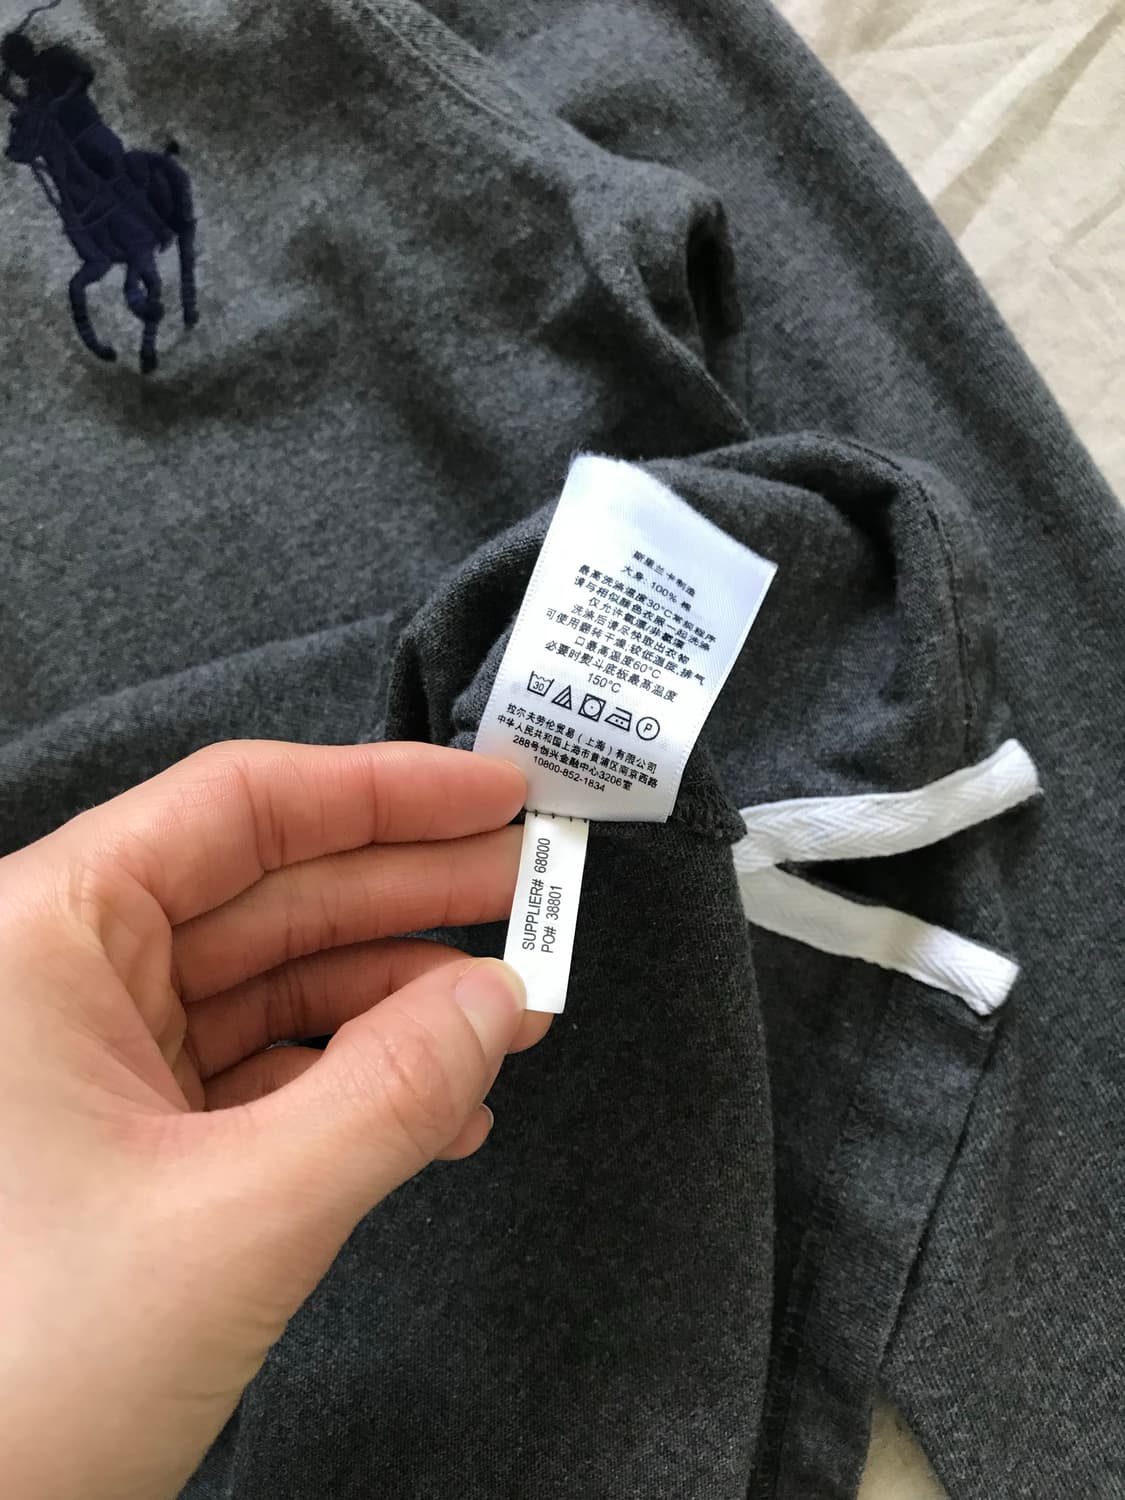 斯里兰卡制造
大身: 100% 棉
最高洗涤温度30°C常规程序
请与相似颜色衣服一起洗涤
仅允许氧漂/非氯漂
洗涤后请尽快取出衣物
可使用翻转干燥,较低温度,排气
口最高温度60°C
必要时熨斗底板最高温度
150°C
30
P
拉尔夫劳伦贸易（上海）有限公司
中华人民共和国上海市黄浦区南京西路
288号创兴金融中心3206室
10800-852-1834
SUPPLIER# 68000
PO# 38801